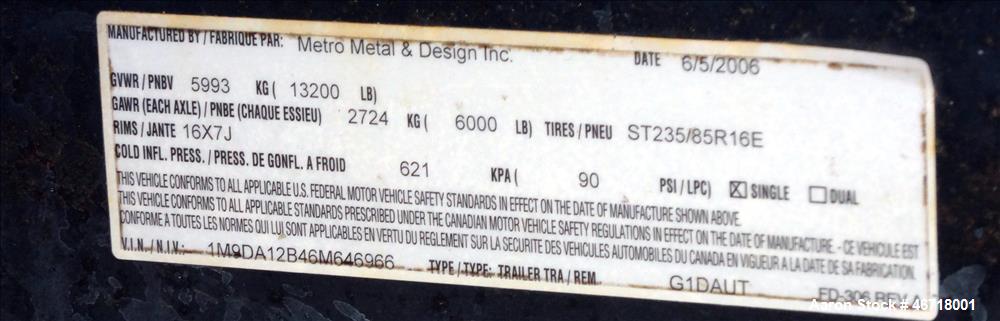 MANUFACTURED BY / FABRIQUE PAR: Metro Metal & Design Inc. DATE 6/5/2006
GVWR / PNBV 5993 KG ( 13200 LB)
GAWR (EACH AXLE) / PNBE (CHAQUE ESSIEU) 2724 KG ( 6000 LB) TIRES / PNEU ST235/85R16E
RIMS / JANTE 16X7J
COLD INFL. PRESS. / PRESS. DE GONFL. A FROID 621 KPA ( 90 PSI / LPC) ☒ SINGLE ☐ DUAL
THIS VEHICLE CONFORMS TO ALL APPLICABLE U.S. FEDERAL MOTOR VEHICLE SAFETY STANDARDS IN EFFECT ON THE DATE OF MANUFACTURE SHOWN ABOVE.
THIS VEHICLE CONFORMS TO ALL APPLICABLE STANDARDS PRESCRIBED UNDER THE CANADIAN MOTOR VEHICLE SAFETY REGULATIONS IN EFFECT ON THE DATE OF MANUFACTURE. - CE VEHICULE EST
CONFORME A TOUTES LES NORMES QUI LUI SONT APPLICABLES EN VERTU DU REGLEMENT SUR LA SECURITE DES VEHICULES AUTOMOBILES DU CANADA EN VIGUEUR A LA DATE DE SA FABRICATION.
V.I.N. / N.I.V.: 1M9DA12B46M646966 TYPE / TYPE: TRAILER TRA / REM. G1DAUT FD-306 REV
Aaron Stock # 46718001